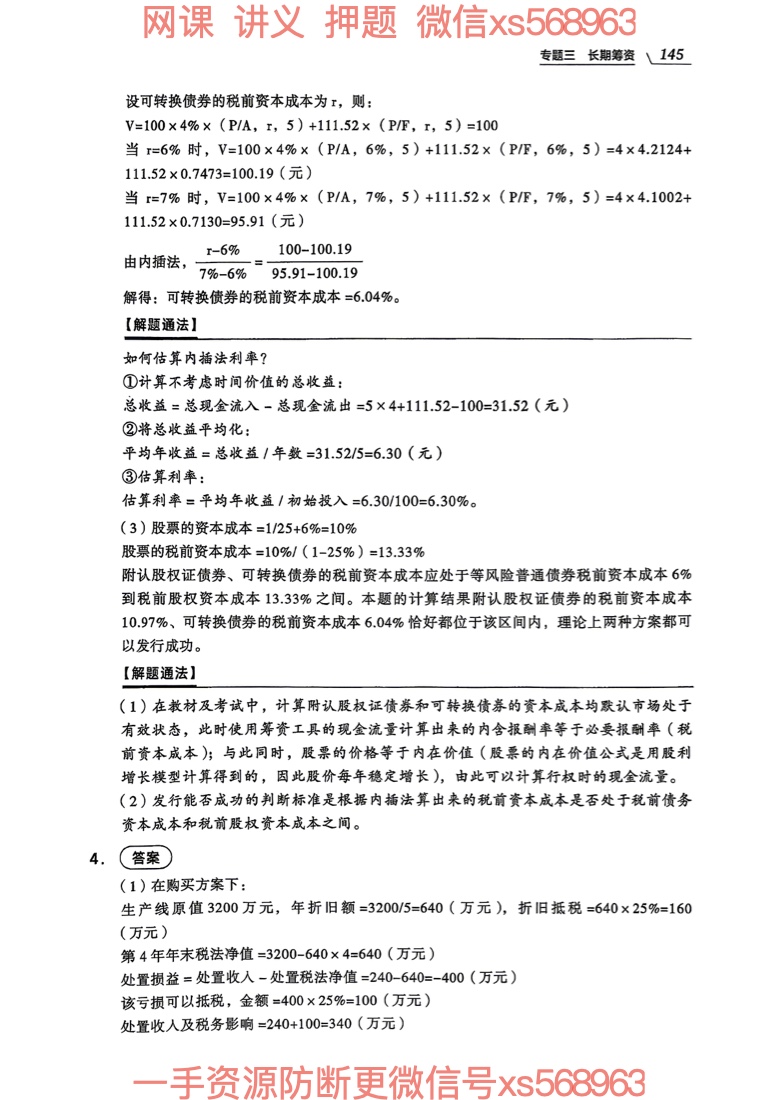 网课 讲义 押题 微信xs568963
专题三 长期筹资 145
设可转换债券的税前资本成本为 r，则：
V=100×4%×（P/A，r，5）+111.52×（P/F，r，5）=100
当 r=6% 时，V=100×4%×（P/A，6%，5）+111.52×（P/F，6%，5）=4×4.2124+
111.52×0.7473=100.19（元）
当 r=7% 时，V=100×4%×（P/A，7%，5）+111.52×（P/F，7%，5）=4×4.1002+
111.52×0.7130=95.91（元）
由内插法，r-6%/7%-6%=100-100.19/95.91-100.19
解得：可转换债券的税前资本成本 =6.04%。
【解题通法】
如何估算内插法利率？
①计算不考虑时间价值的总收益：
总收益 = 总现金流入 - 总现金流出 =5×4+111.52-100=31.52（元）
②将总收益平均化：
平均年收益 = 总收益 / 年数 =31.52/5=6.30（元）
③估算利率：
估算利率 = 平均年收益 / 初始投入 =6.30/100=6.30%。
（3）股票的资本成本 =1/25+6%=10%
股票的税前资本成本 =10%/（1-25%）=13.33%
附认股权证债券、可转换债券的税前资本成本应处于等风险普通债券税前资本成本 6%
到税前股权资本成本 13.33% 之间。本题的计算结果附认股权证债券的税前资本成本
10.97%、可转换债券的税前资本成本 6.04% 恰好都位于该区间内，理论上两种方案都可
以发行成功。
【解题通法】
（1）在教材及考试中，计算附认股权证债券和可转换债券的资本成本均默认市场处于
有效状态，此时使用筹资工具的现金流量计算出来的内含报酬率等于必要报酬率（税
前资本成本）；与此同时，股票的价格等于内在价值（股票的内在价值公式是用股利
增长模型计算得到的，因此股价每年稳定增长），由此可以计算行权时的现金流量。
（2）发行能否成功的判断标准是根据内插法算出来的税前资本成本是否处于税前债务
资本成本和税前股权资本成本之间。
4. 答案
（1）在购买方案下：
生产线原值 3200 万元，年折旧额 =3200/5=640（万元），折旧抵税 =640×25%=160
（万元）
第 4 年年末税法净值 =3200-640×4=640（万元）
处置损益 = 处置收入 - 处置税法净值 =240-640=-400（万元）
该亏损可以抵税，金额 =400×25%=100（万元）
处置收入及税务影响 =240+100=340（万元）
一手资源防断更微信号xs568963